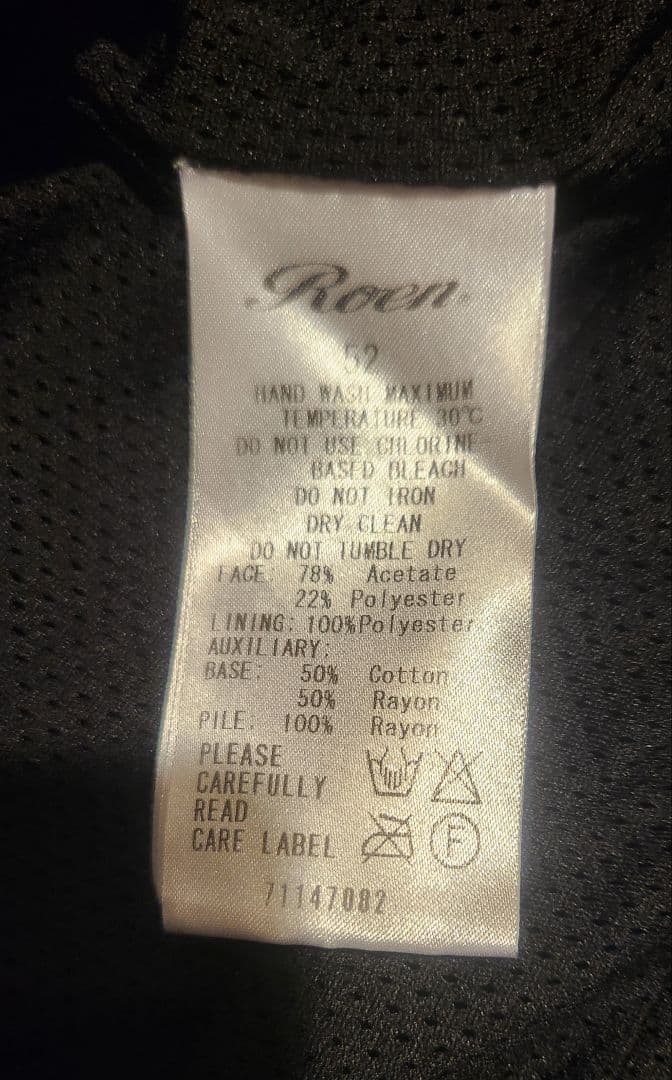 Roen
52
HAND WASH MAXIMUM
TEMPERATURE 30°C
DO NOT USE CHLORINE
BASED BLEACH
DO NOT IRON
DRY CLEAN
DO NOT TUMBLE DRY
FACE: 78% Acetate
22% Polyester
LINING: 100%Polyester
AUXILIARY:
BASE: 50% Cotton
50% Rayon
PILE: 100% Rayon
PLEASE
CAREFULLY
READ
CARE LABEL F
71147082